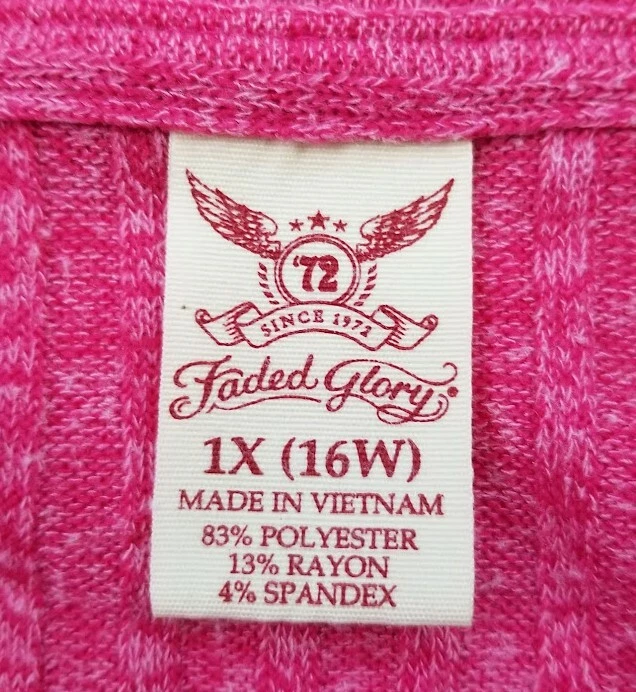 '72
SINCE 1972
Faded Glory®
1X (16W)
MADE IN VIETNAM
83% POLYESTER
13% RAYON
4% SPANDEX